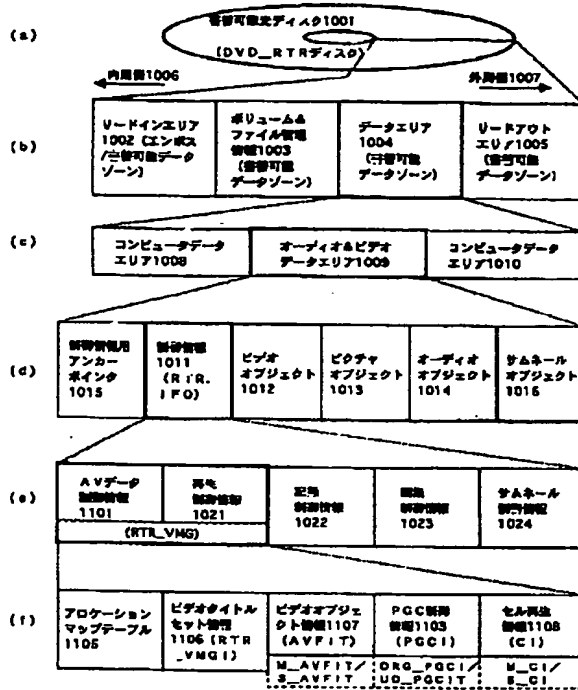 (a)
書替可能光ディスク1001
(DVD_RTRディスク)
内周側1006
外周側1007
(b)
リードインエリア
1002(エンボス
/書替可能データ
ゾーン)
ボリューム&
ファイル管理
情報1003
(書替可能
データゾーン)
データエリア
1004
(書替可能
データゾーン)
リードアウト
エリア1005
(書替可能
データゾーン)
(c)
コンピュータデータ
エリア1008
オーディオ&ビデオ
データエリア1009
コンピュータデータ
エリア1010
(d)
制御情報用
アンカー
ポインタ
1015
制御情報
1011
(RTR.
IFO)
ビデオ
オブジェクト
1012
ピクチャ
オブジェクト
1013
オーディオ
オブジェクト
1014
サムネール
オブジェクト
1016
(e)
AVデータ
制御情報
1101
再生
制御情報
1021
(RTR_VMG)
記録
制御情報
1022
編集
制御情報
1023
サムネール
制御情報
1024
(f)
アロケーション
マップテーブル
1105
ビデオタイトル
セット情報
1106(RTR
_VMGI)
ビデオオブジェ
クト情報1107
(AVFIT)
PGC制御
情報1103
(PGCI)
セル再生
情報1108
(CI)
M_AVFIT/
S_AVFIT
ORG_PGCI/
UD_PGCIT
M_CI/
S_CI